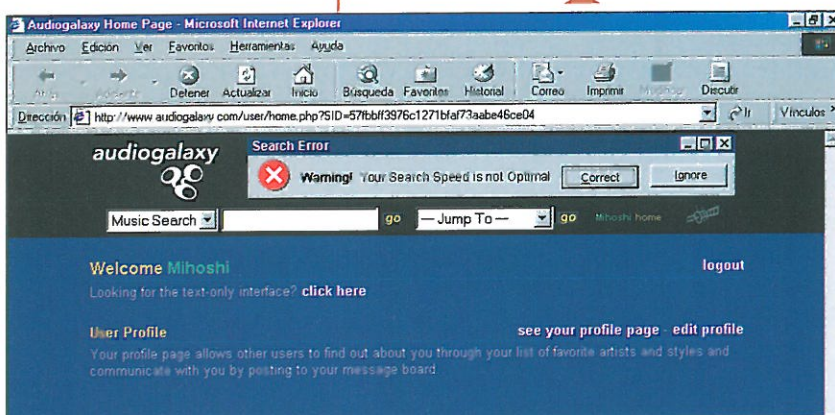 Audiogalaxy Home Page - Microsoft Internet Explorer
Archivo Edición Ver Favoritos Herramientas Ayuda
Atrás Adelante Detener Actualizar Inicio Búsqueda Favoritos Historial Correo Imprimir Modificar Discutir
Dirección http://www.audiogalaxy.com/user/home.php?SID=57fbbff3976c1271bfaf73aabe46ce04 Ir Vínculos »
audiogalaxy
Search Error
Warning! Your Search Speed is not Optimal Correct Ignore
Music Search go — Jump To — go Mihoshi home
Welcome Mihoshi logout
Looking for the text-only interface? click here
User Profile see your profile page - edit profile
Your profile page allows other users to find out about you through your list of favorite artists and styles and
communicate with you by posting to your message board